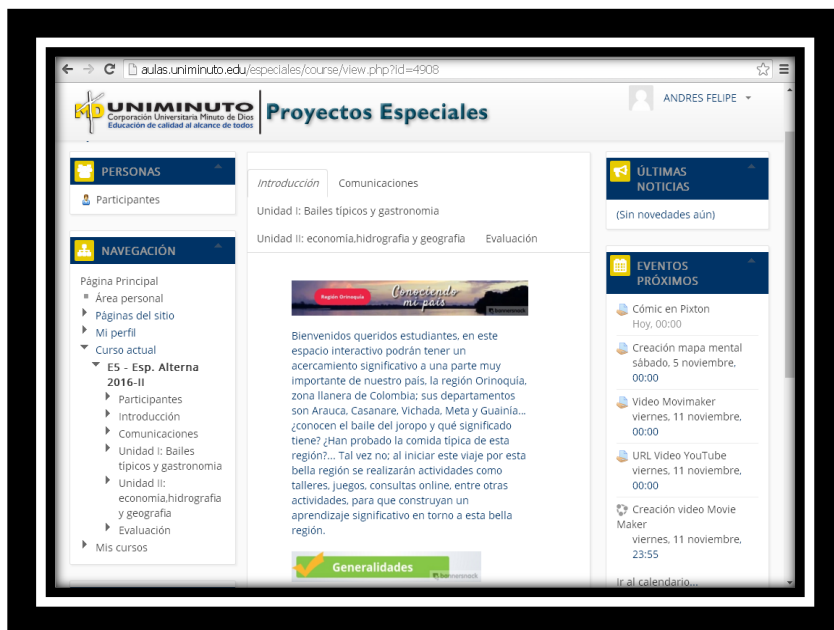 aulas.uniminuto.edu/especiales/course/view.php?id=4908
UNIMINUTO
Corporación Universitaria Minuto de Dios
Educación de calidad al alcance de todos
Proyectos Especiales
ANDRES FELIPE
PERSONAS
Participantes
NAVEGACIÓN
Página Principal
Área personal
Páginas del sitio
Mi perfil
Curso actual
E5 - Esp. Alterna
2016-II
Participantes
Introducción
Comunicaciones
Unidad I: Bailes
tipicos y gastronomia
Unidad II:
economia,hidrografia
y geografia
Evaluación
Mis cursos
Introducción
Comunicaciones
Unidad I: Bailes tipicos y gastronomia
Unidad II: economia,hidrografia y geografia
Evaluación
Región Orinoquía
Conociendo
mi país
bannersnack
Bienvenidos queridos estudiantes, en este
espacio interactivo podrán tener un
acercamiento significativo a una parte muy
importante de nuestro país, la región Orinoquía,
zona llanera de Colombia; sus departamentos
son Arauca, Casanare, Vichada, Meta y Guainía...
¿conocen el baile del joropo y qué significado
tiene? ¿Han probado la comida típica de esta
región?... Tal vez no; al iniciar este viaje por esta
bella región se realizarán actividades como
talleres, juegos, consultas online, entre otras
actividades, para que construyan un
aprendizaje significativo en torno a esta bella
región.
Generalidades
bannersnack
ÚLTIMAS
NOTICIAS
(Sin novedades aún)
EVENTOS
PRÓXIMOS
Cómic en Pixton
Hoy, 00:00
Creación mapa mental
sábado, 5 noviembre,
00:00
Video Movimaker
viernes, 11 noviembre,
00:00
URL Video YouTube
viernes, 11 noviembre,
00:00
Creación video Movie
Maker
viernes, 11 noviembre,
23:55
Ir al calendario...